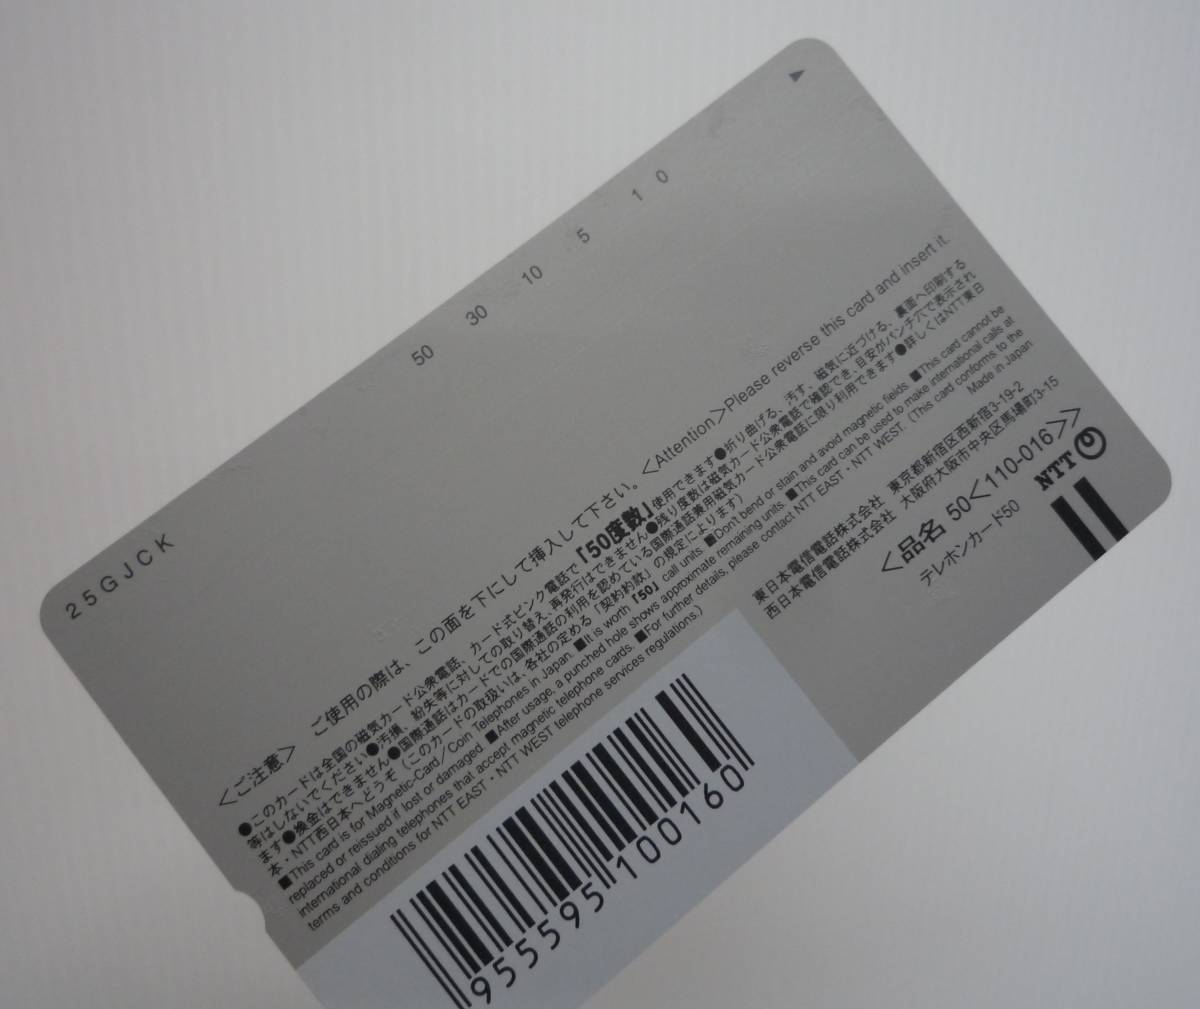 50 30 10 5 1 0
25GJCK
<ご注意> ご使用の際は、この面を下にして挿入して下さい。 <Attention>Please reverse this card and insert it.
●このカードは全国の磁気カード公衆電話、カード式ピンク電話で「50度数」使用できます●折り曲げる、汚す、磁気に近づける、裏面へ印刷する
等はしないでください●汚損、紛失等に対しての取り替え、再発行はできません●残り度数は磁気カード公衆電話で確認でき、目安がパンチ穴で表示され
ます●換金はできません●国際通話はカードでの国際通話の利用を認めている国際通話兼用磁気カード公衆電話に限り利用できます●詳しくはNTT東日
本・NTT西日本へどうぞ（このカードの取扱いは、各社の定める「契約約款」の規定によります）
■This card is for Magnetic-Card/Coin Telephones in Japan. ■It is worth「50」call units. ■Don't bend or stain and avoid magnetic fields. ■This card cannot be
replaced or reissued if lost or damaged. ■After usage, a punched hole shows approximate remaining units. ■This card can be used to make international calls at
international dialing telephones that accept magnetic telephone cards. ■For further details, please contact NTT EAST・NTT WEST. (This card conforms to the
terms and conditions for NTT EAST・NTT WEST telephone services regulations.)
Made in Japan
東日本電信電話株式会社 東京都新宿区西新宿3-19-2
西日本電信電話株式会社 大阪府大阪市中央区馬場町3-15
<品名 50<110-016>>
テレホンカード50
NTT
9555951001​60